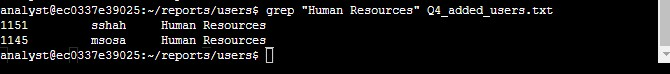 analyst@ec0337e39025:~/reports/users$ grep "Human Resources" Q4_added_users.txt
1151 sshah Human Resources
1145 msosa Human Resources
analyst@ec0337e39025:~/reports/users$